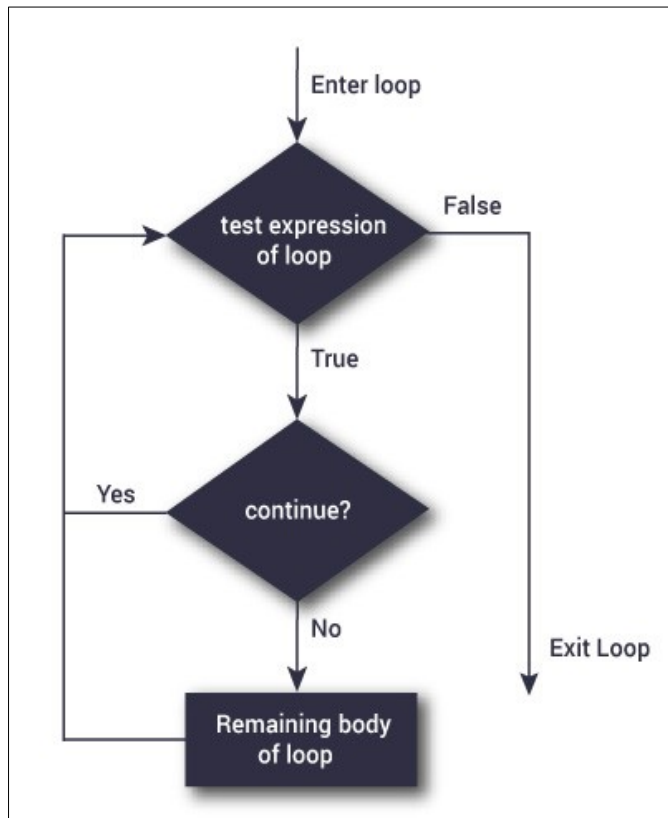 Enter loop
test expression
of loop
False
True
Yes
continue?
No
Exit Loop
Remaining body
of loop